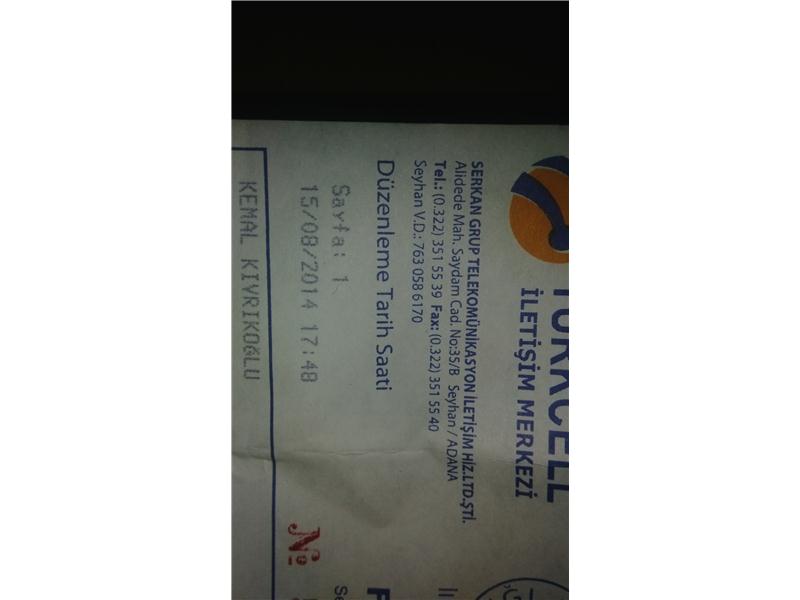 TURKCELL
İLETİŞİM MERKEZİ
SERKAN GRUP TELEKOMÜNİKASYON İLETİŞİM HİZ.LTD.ŞTİ.
Alidede Mah. Saydam Cad. No:35/B Seyhan / ADANA
Tel.: (0.322) 351 55 39 Fax: (0.322) 351 55 40
Seyhan V.D.: 763 058 6170
Düzenleme Tarih Saati
Sayfa: 1
15/08/2014 17:48
Nº
KEMAL KIVRIKOĞLU